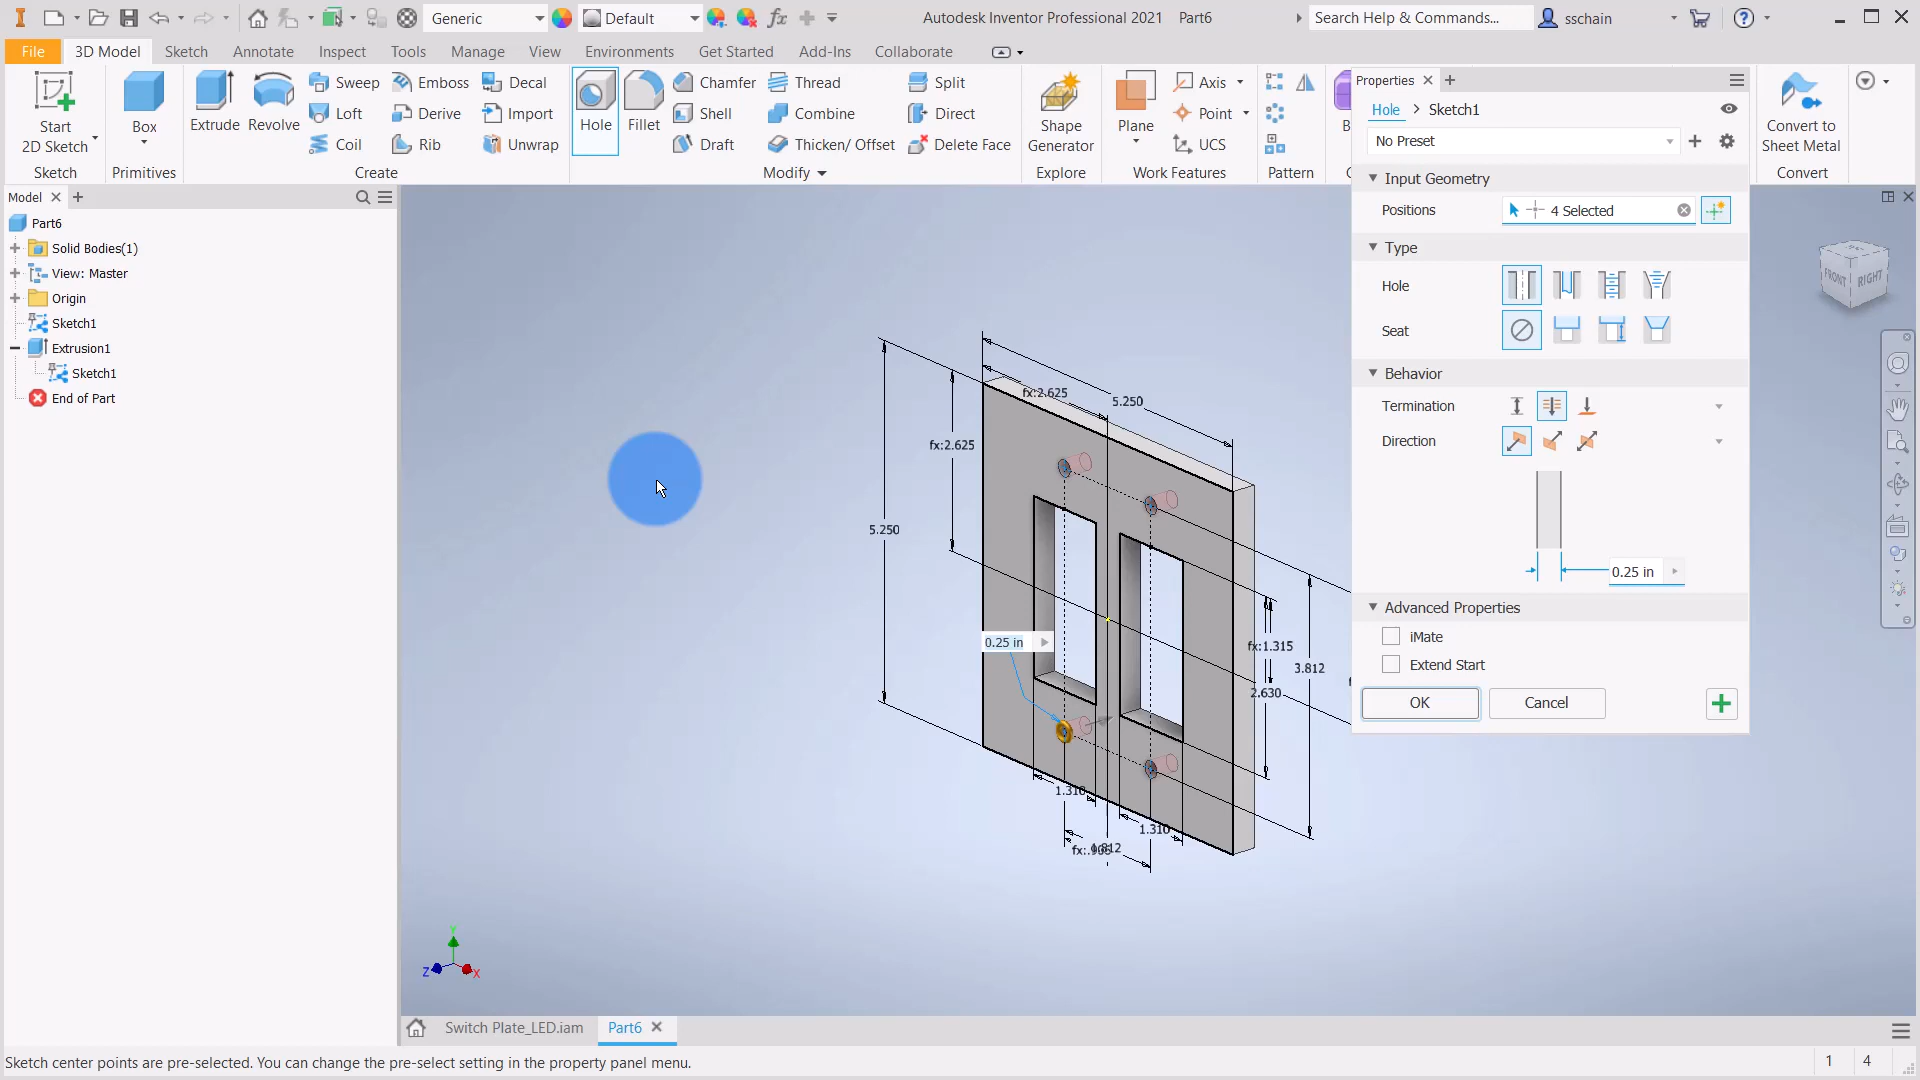 Generic
Default
fx
Autodesk Inventor Professional 2021 Part6
Search Help & Commands...
sschain
File
3D Model
Sketch
Annotate
Inspect
Tools
Manage
View
Environments
Get Started
Add-Ins
Collaborate
Start
2D Sketch
Sketch
Box
Primitives
Extrude
Revolve
Sweep
Loft
Coil
Emboss
Derive
Rib
Decal
Import
Unwrap
Create
Hole
Fillet
Chamfer
Shell
Draft
Thread
Combine
Thicken/ Offset
Split
Direct
Delete Face
Modify
Shape
Generator
Explore
Plane
Axis
Point
UCS
Work Features
Pattern
Convert to
Sheet Metal
Convert
Properties
Hole > Sketch1
No Preset
Input Geometry
Positions
4 Selected
Type
Hole
Seat
Behavior
Termination
Direction
0.25 in
Advanced Properties
iMate
Extend Start
OK
Cancel
Model
Part6
Solid Bodies(1)
View: Master
Origin
Sketch1
Extrusion1
Sketch1
End of Part
FRONT
RIGHT
fx:2.625
5.250
fx:2.625
5.250
0.25 in
fx:1.315
3.812
2.630
1.310
1.310
1.812
Y
Z
X
Switch Plate_LED.iam
Part6
Sketch center points are pre-selected. You can change the pre-select setting in the property panel menu.
1
4